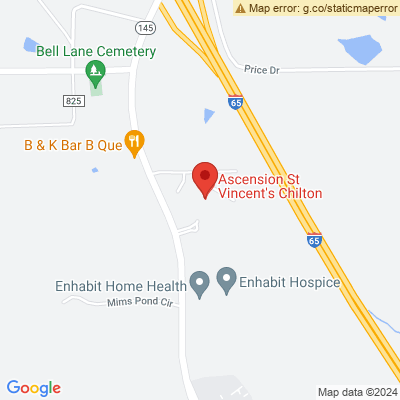 Map error: g.co/staticmaperror
145
Bell Lane Cemetery
Price Dr
825
65
B & K Bar B Que
Ascension St
Vincent's Chilton
65
Enhabit Home Health
Enhabit Hospice
Mims Pond Cir
Google
Map data ©2024